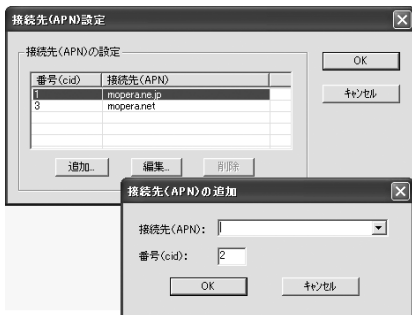 接続先(APN)設定
接続先(APN)の設定
番号(cid) 接続先(APN)
1 mopera.ne.jp
3 mopera.net
追加.. 編集.. 削除
OK
キャンセル
接続先(APN)の追加
接続先(APN):
番号(cid): 2
OK キャンセル